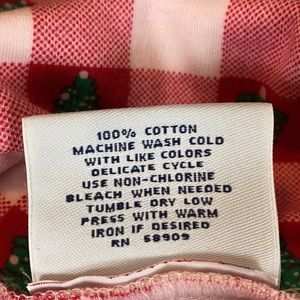 100% COTTON
MACHINE WASH COLD
WITH LIKE COLORS
DELICATE CYCLE
USE NON-CHLORINE
BLEACH WHEN NEEDED
TUMBLE DRY LOW
PRESS WITH WARM
IRON IF DESIRED
RN 68909